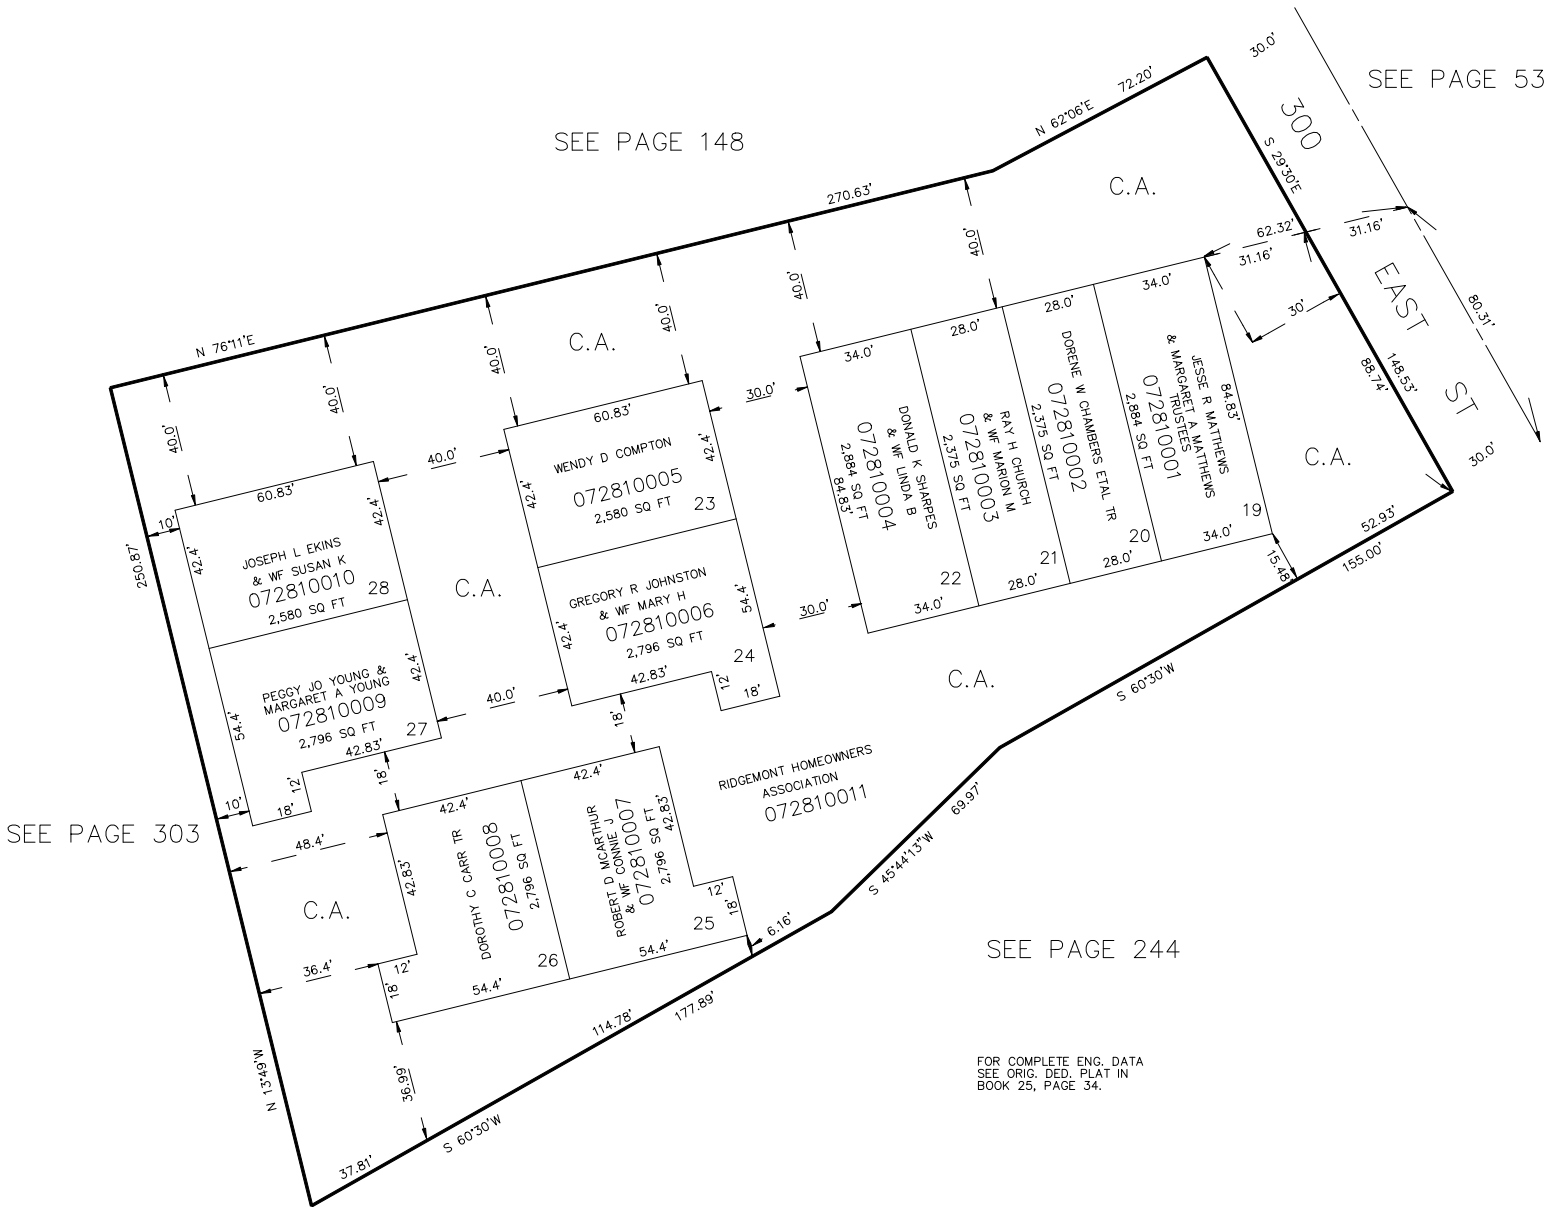 30.0'
SEE PAGE 53
72.20'
N 62°06'E
300
SEE PAGE 148
S 29°30'E
C.A.
270.63'
62.32'
31.16'
31.16'
40.0'
40.0'
40.0'
40.0'
40.0'
40.0'
EAST
ST
80.31'
30'
N 76°11'E
C.A.
34.0'
28.0'
28.0'
34.0'
148.53'
88.74'
30.0'
60.83'
30.0'
WENDY D COMPTON
072810005
2,580 SQ FT
23
42.4'
42.4'
40.0'
DONALD K SHARPES
& WF LINDA B
072810004
2,884 SQ FT
84.83'
22
34.0'
RAY H CHURCH
& WF MARION M
072810003
2,375 SQ FT
21
28.0'
DORENE W CHAMBERS ETAL TR
072810002
2,375 SQ FT
20
28.0'
JESSE R MATTHEWS
& MARGARET A MATTHEWS
TRUSTEES
072810001
2,884 SQ FT
84.83'
19
34.0'
C.A.
52.93'
155.00'
15.48'
60.83'
10'
42.4'
42.4'
JOSEPH L EKINS
& WF SUSAN K
072810010
2,580 SQ FT
28
250.87'
C.A.
GREGORY R JOHNSTON
& WF MARY H
072810006
2,796 SQ FT
24
42.4'
54.4'
42.83'
12'
18'
30.0'
C.A.
S 60°30'W
PEGGY JO YOUNG &
MARGARET A YOUNG
072810009
2,796 SQ FT
27
42.4'
54.4'
42.83'
12'
18'
40.0'
10'
18'
18'
SEE PAGE 303
48.4'
42.4'
42.4'
DOROTHY C CARR TR
072810008
2,796 SQ FT
26
42.83'
ROBERT D MCARTHUR
& WF CONNIE J
072810007
2,796 SQ FT
25
42.83'
12'
18'
RIDGEMONT HOMEOWNERS
ASSOCIATION
072810011
69.97'
S 45°44'13"W
C.A.
36.4'
12'
18'
54.4'
54.4'
6.16'
SEE PAGE 244
114.78'
177.89'
36.99'
N 13°49'W
S 60°30'W
37.81'
FOR COMPLETE ENG. DATA
SEE ORIG. DED. PLAT IN
BOOK 25, PAGE 34.